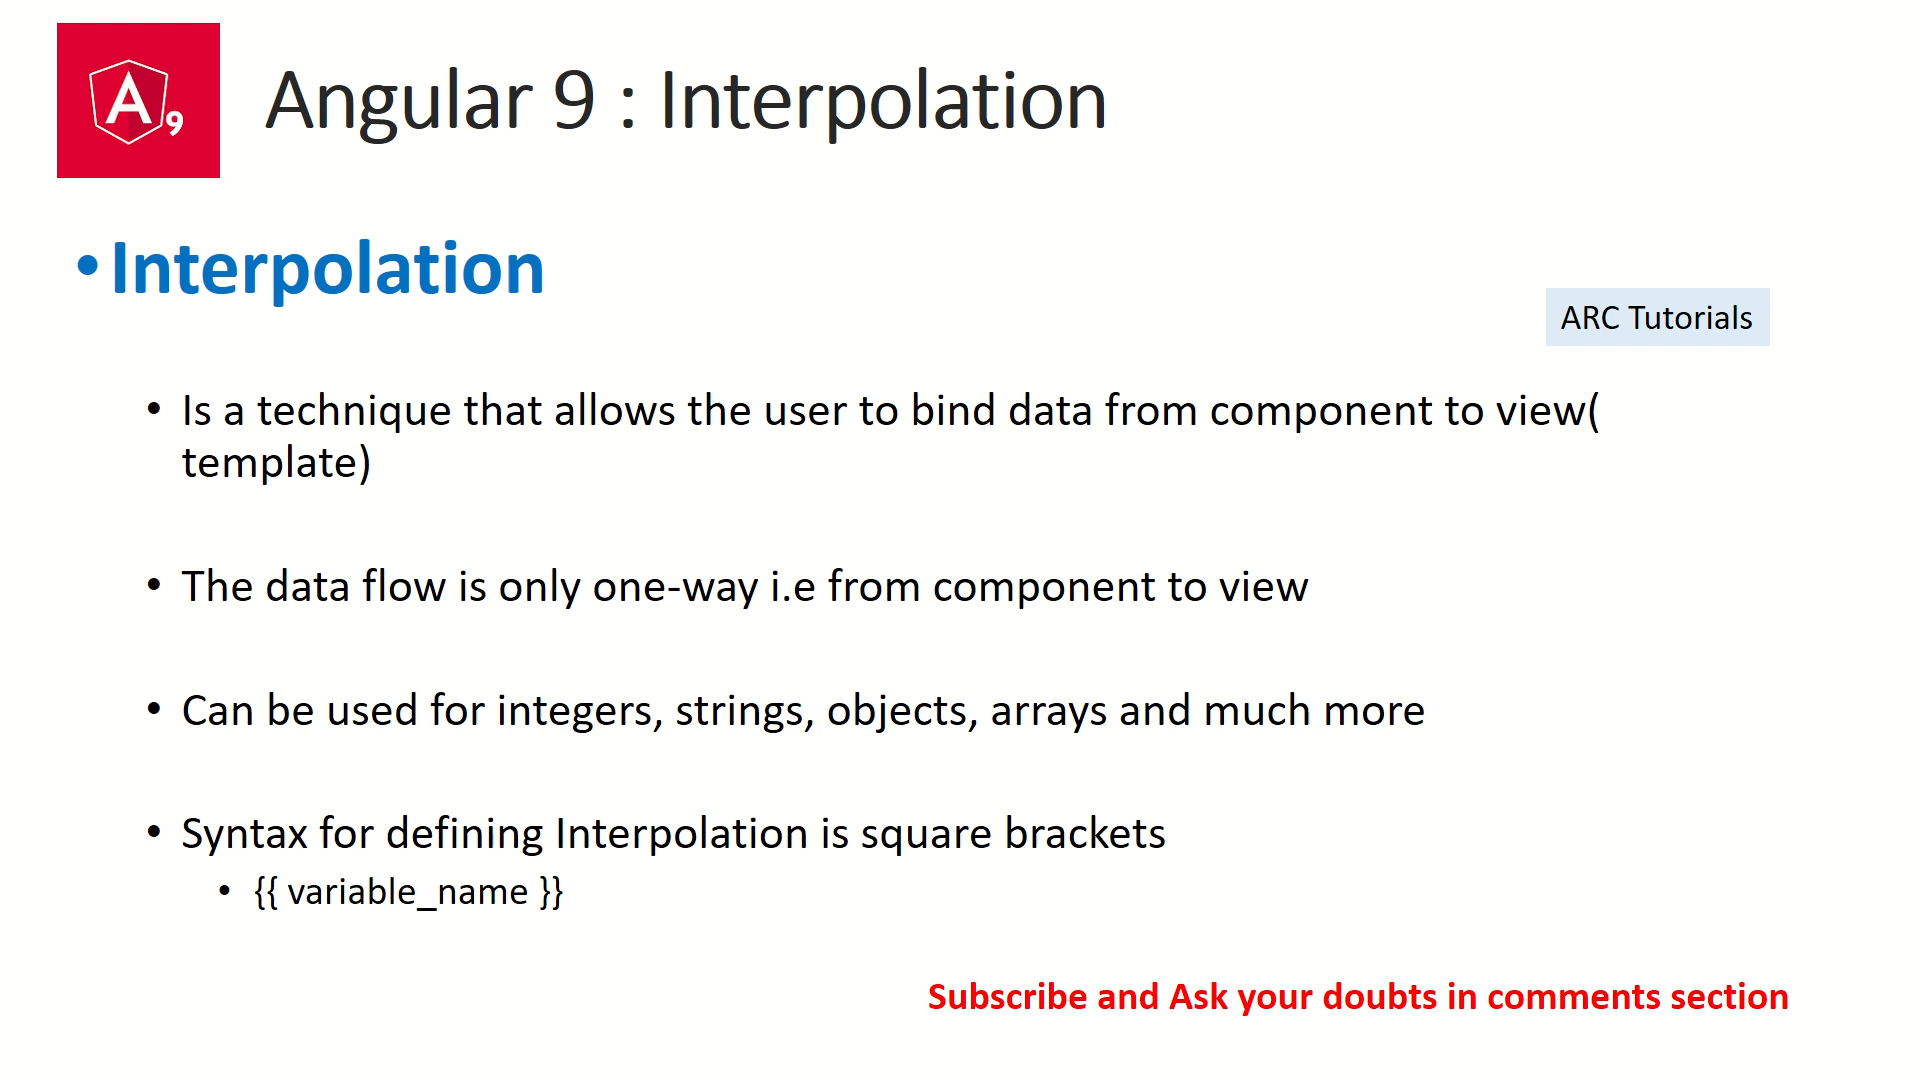 A9
Angular 9 : Interpolation
•Interpolation
ARC Tutorials
• Is a technique that allows the user to bind data from component to view(
template)
• The data flow is only one-way i.e from component to view
• Can be used for integers, strings, objects, arrays and much more
• Syntax for defining Interpolation is square brackets
• {{ variable_name }}
Subscribe and Ask your doubts in comments section